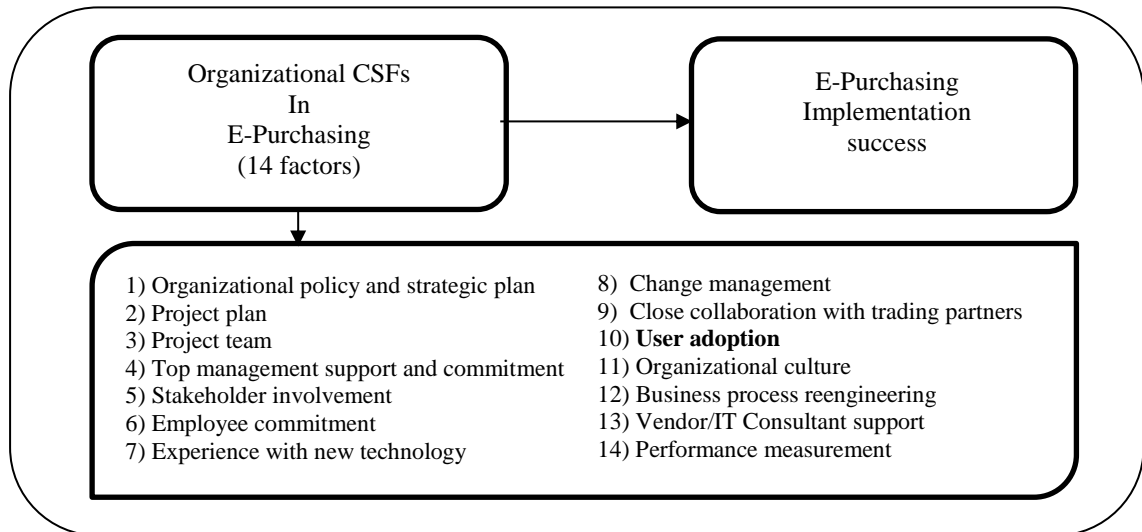 Organizational CSFs
In
E-Purchasing
(14 factors)
E-Purchasing
Implementation
success
1) Organizational policy and strategic plan
2) Project plan
3) Project team
4) Top management support and commitment
5) Stakeholder involvement
6) Employee commitment
7) Experience with new technology
8) Change management
9) Close collaboration with trading partners
10) User adoption
11) Organizational culture
12) Business process reengineering
13) Vendor/IT Consultant support
14) Performance measurement